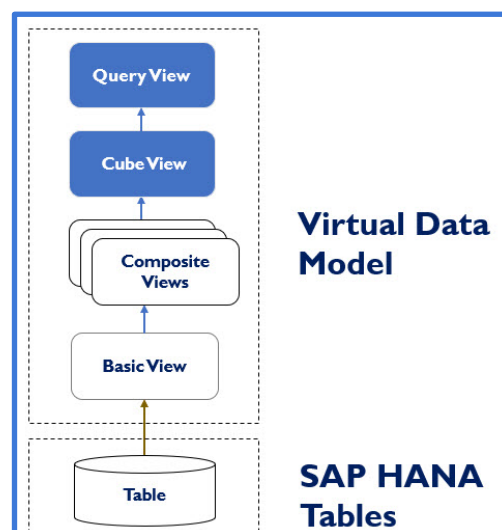 Query View
Cube View
Composite
Views
Virtual Data
Model
Basic View
Table
SAP HANA
Tables